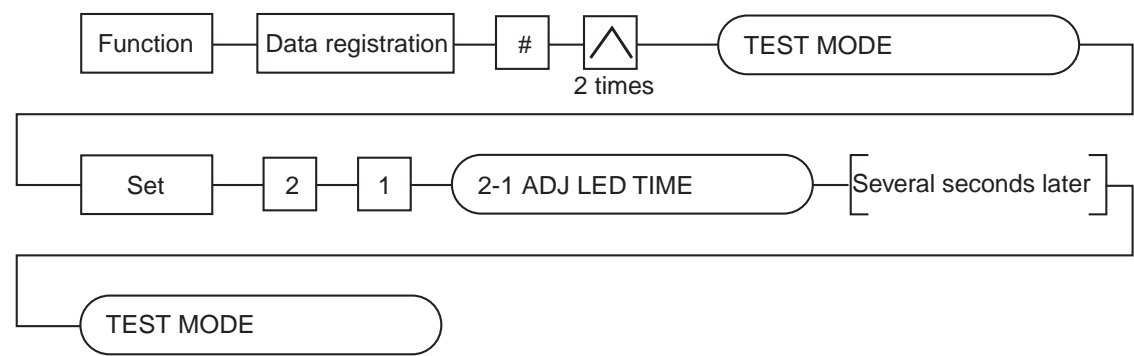 Function Data registration # TEST MODE
2 times
Set 2 1 2-1 ADJ LED TIME Several seconds later
TEST MODE